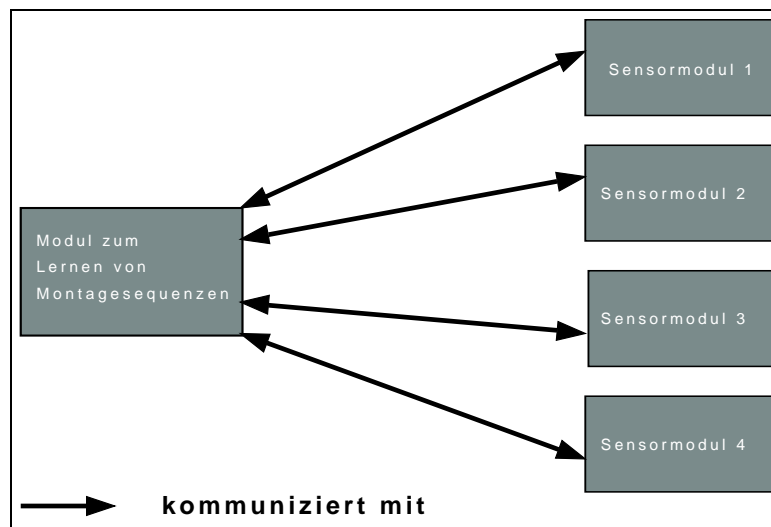 Sensormodul 1
Sensormodul 2
Modul zum
Lernen von
Montagesequenzen
Sensormodul 3
Sensormodul 4
kommuniziert mit